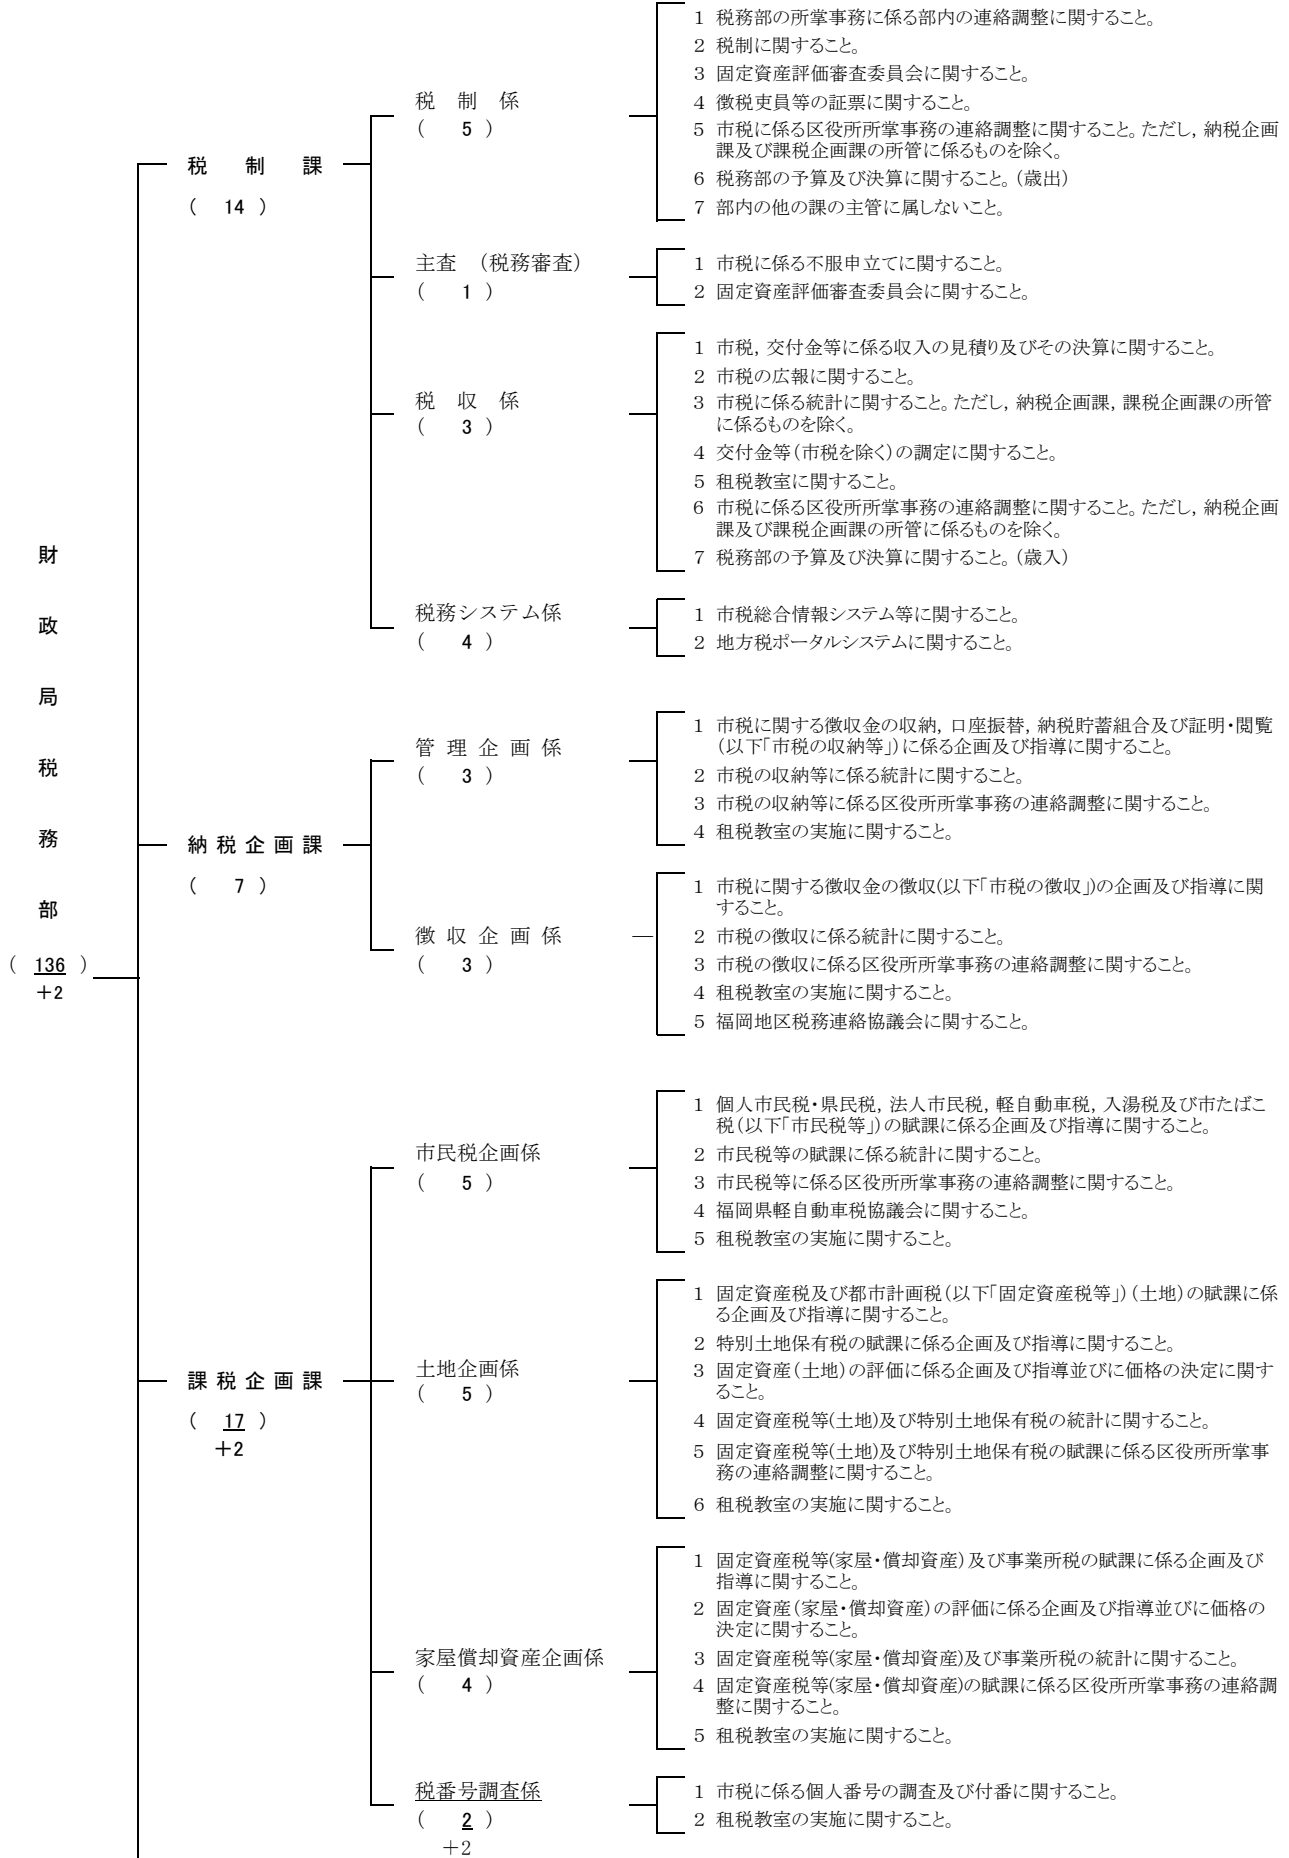 財
政
局
税
務
部
( 136 )
+2
税 制 課
( 14 )
税 制 係
( 5 )
1 税務部の所掌事務に係る部内の連絡調整に関すること。
2 税制に関すること。
3 固定資産評価審査委員会に関すること。
4 徴税吏員等の証票に関すること。
5 市税に係る区役所所掌事務の連絡調整に関すること。ただし，納税企画
課及び課税企画課の所管に係るものを除く。
6 税務部の予算及び決算に関すること。（歳出）
7 部内の他の課の主管に属しないこと。
主査 （税務審査）
( 1 )
1 市税に係る不服申立てに関すること。
2 固定資産評価審査委員会に関すること。
税 収 係
( 3 )
1 市税，交付金等に係る収入の見積り及びその決算に関すること。
2 市税の広報に関すること。
3 市税に係る統計に関すること。ただし，納税企画課，課税企画課の所管
に係るものを除く。
4 交付金等（市税を除く）の調定に関すること。
5 租税教室に関すること。
6 市税に係る区役所所掌事務の連絡調整に関すること。ただし，納税企画
課及び課税企画課の所管に係るものを除く。
7 税務部の予算及び決算に関すること。（歳入）
税務システム係
( 4 )
1 市税総合情報システム等に関すること。
2 地方税ポータルシステムに関すること。
納税企画課
( 7 )
管理企画係
( 3 )
1 市税に関する徴収金の収納，口座振替，納税貯蓄組合及び証明・閲覧
（以下「市税の収納等」）に係る企画及び指導に関すること。
2 市税の収納等に係る統計に関すること。
3 市税の収納等に係る区役所所掌事務の連絡調整に関すること。
4 租税教室の実施に関すること。
徴収企画係
( 3 )
1 市税に関する徴収金の徴収(以下「市税の徴収」)の企画及び指導に関
すること。
2 市税の徴収に係る統計に関すること。
3 市税の徴収に係る区役所所掌事務の連絡調整に関すること。
4 租税教室の実施に関すること。
5 福岡地区税務連絡協議会に関すること。
課税企画課
( 17 )
+2
市民税企画係
( 5 )
1 個人市民税・県民税，法人市民税，軽自動車税，入湯税及び市たばこ
税（以下「市民税等」）の賦課に係る企画及び指導に関すること。
2 市民税等の賦課に係る統計に関すること。
3 市民税等に係る区役所所掌事務の連絡調整に関すること。
4 福岡県軽自動車税協議会に関すること。
5 租税教室の実施に関すること。
土地企画係
( 5 )
1 固定資産税及び都市計画税（以下「固定資産税等」）（土地）の賦課に係
る企画及び指導に関すること。
2 特別土地保有税の賦課に係る企画及び指導に関すること。
3 固定資産（土地）の評価に係る企画及び指導並びに価格の決定に関す
ること。
4 固定資産税等(土地)及び特別土地保有税の統計に関すること。
5 固定資産税等(土地)及び特別土地保有税の賦課に係る区役所所掌事
務の連絡調整に関すること。
6 租税教室の実施に関すること。
家屋償却資産企画係
( 4 )
1 固定資産税等(家屋・償却資産）及び事業所税の賦課に係る企画及び
指導に関すること。
2 固定資産（家屋・償却資産）の評価に係る企画及び指導並びに価格の
決定に関すること。
3 固定資産税等(家屋・償却資産)及び事業所税の統計に関すること。
4 固定資産税等(家屋・償却資産)の賦課に係る区役所所掌事務の連絡調
整に関すること。
5 租税教室の実施に関すること。
税番号調査係
( 2 )
+2
1 市税に係る個人番号の調査及び付番に関すること。
2 租税教室の実施に関すること。